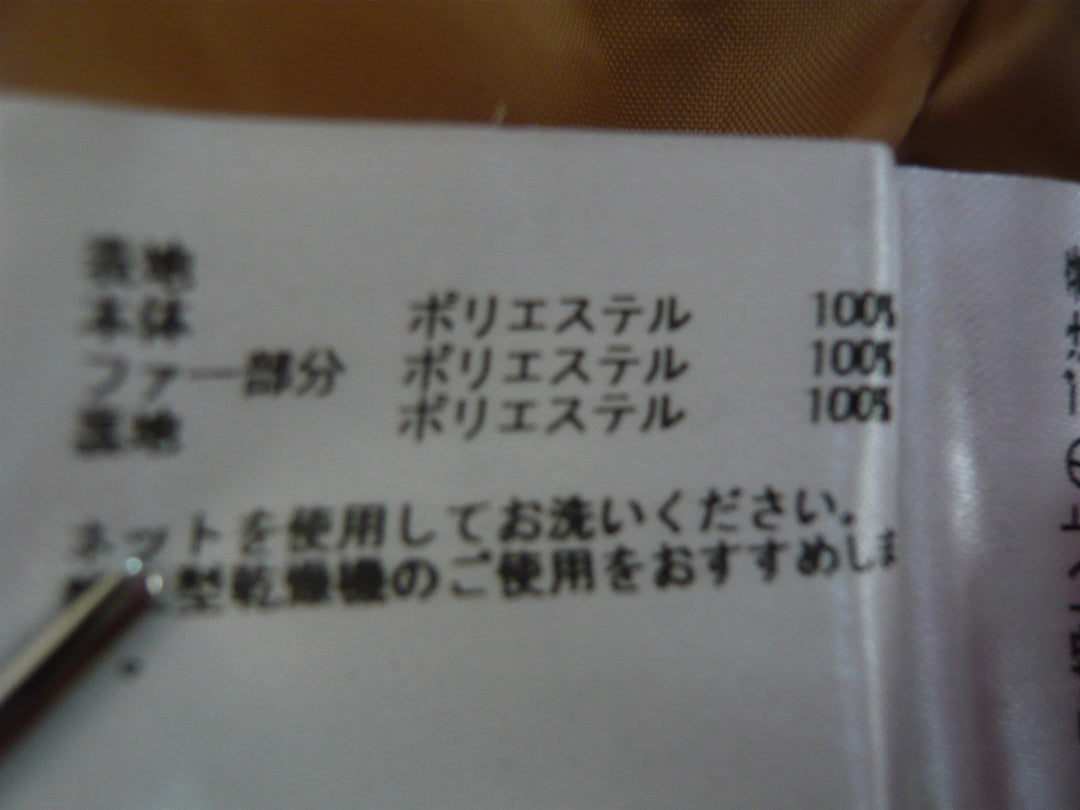 表地
本体 ポリエステル 100%
ファー部分 ポリエステル 100%
裏地 ポリエステル 100%
ネットを使用してお洗いください。
型乾燥機のご使用をおすすめしま
。